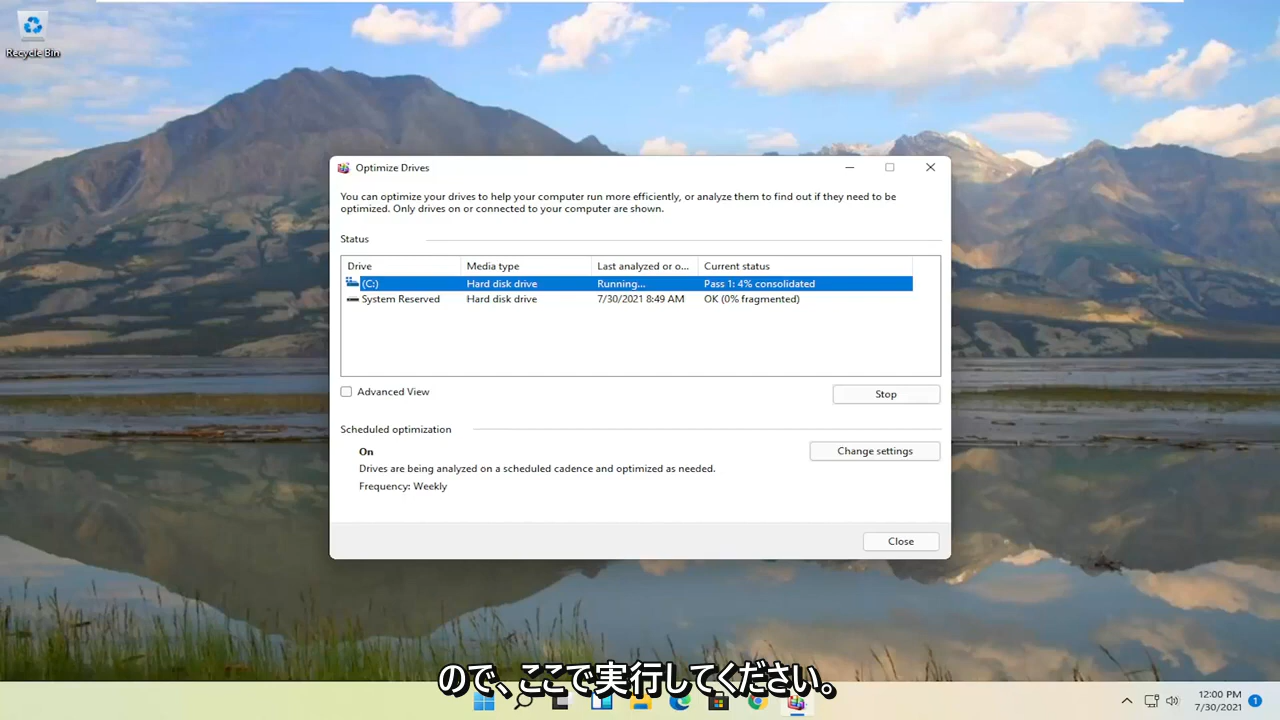 Recycle Bin
Optimize Drives
You can optimize your drives to help your computer run more efficiently, or analyze them to find out if they need to be
optimized. Only drives on or connected to your computer are shown.
Status
Drive Media type Last analyzed or o... Current status
(C:) Hard disk drive Running... Pass 1: 4% consolidated
System Reserved Hard disk drive 7/30/2021 8:49 AM OK (0% fragmented)
Advanced View
Stop
Scheduled optimization
On
Change settings
Drives are being analyzed on a scheduled cadence and optimized as needed.
Frequency: Weekly
Close
ので、ここで実行してください。
12:00 PM
7/30/2021
1